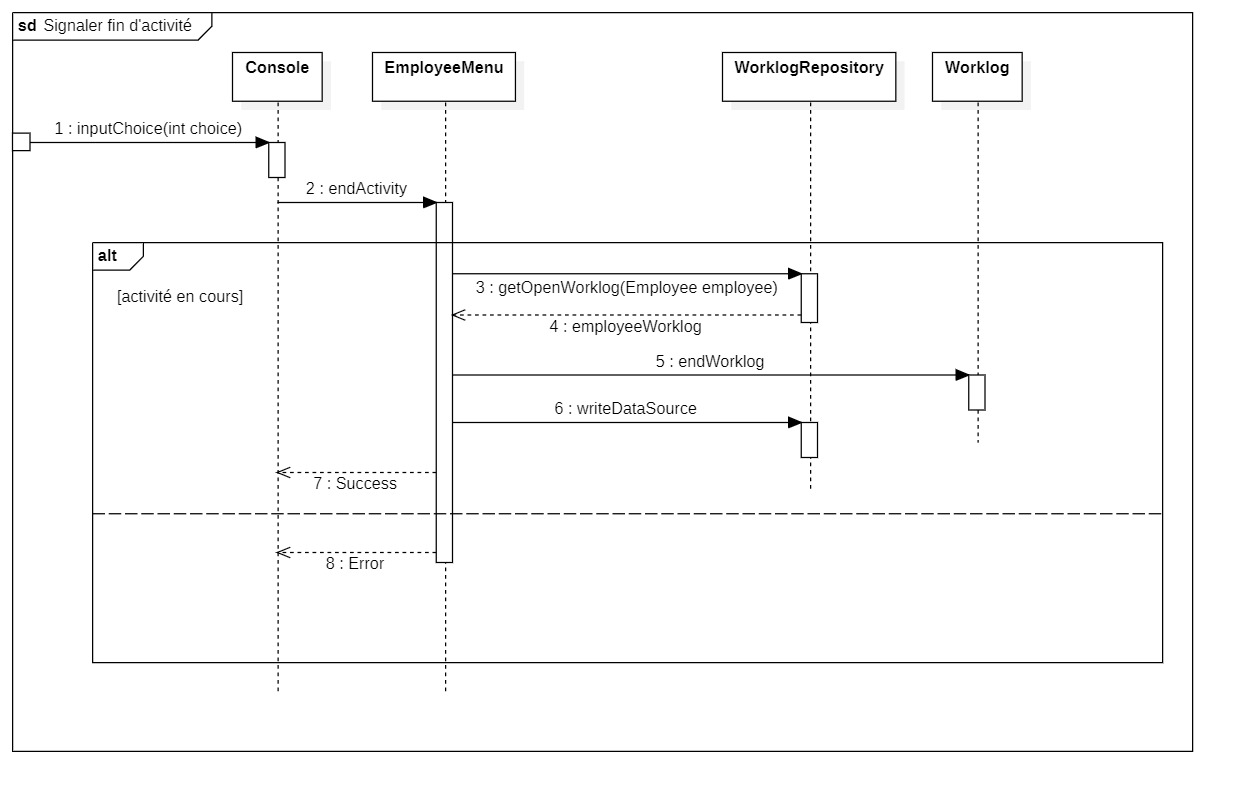 sd Signaler fin d'activité
Console
EmployeeMenu
WorklogRepository
Worklog
1 : inputChoice(int choice)
2 : endActivity
alt
[activité en cours]
3 : getOpenWorklog(Employee employee)
4 : employeeWorklog
5 : endWorklog
6 : writeDataSource
7 : Success
8 : Error